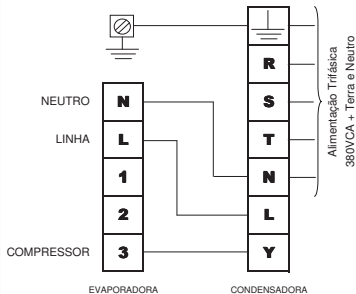 R
S
T
N
L
Y
NEUTRO
LINHA
COMPRESSOR
N
L
1
2
3
Alimentação Trifásica
380VCA + Terra e Neutro
EVAPORADORA
CONDENSADORA